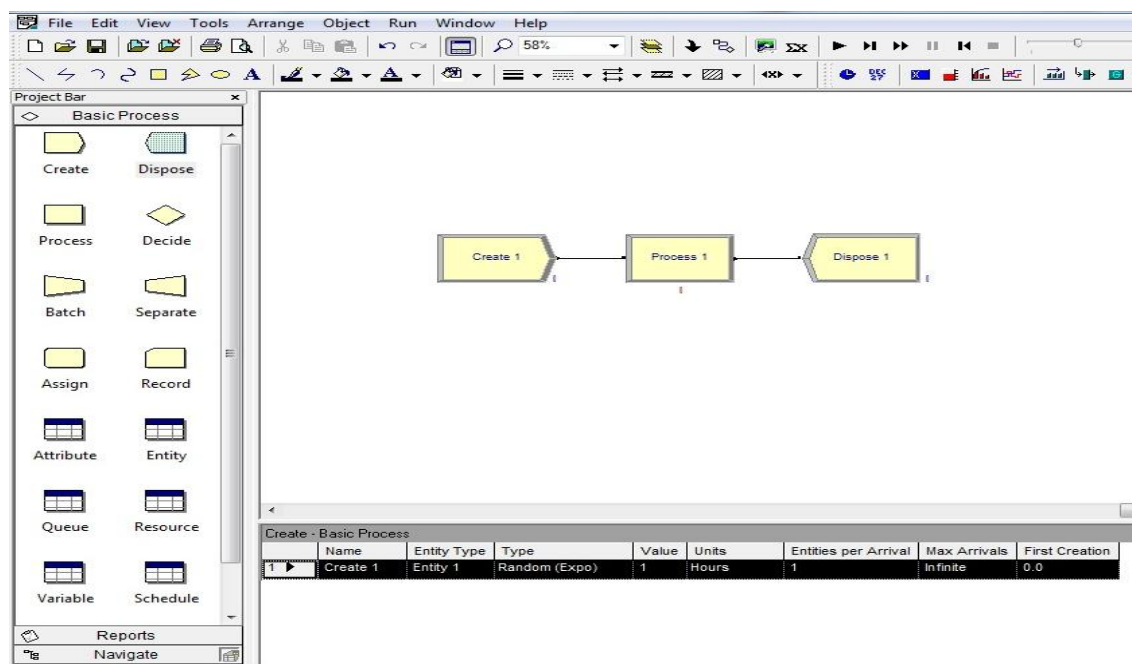 File Edit View Tools Arrange Object Run Window Help
58%
Project Bar
Basic Process
Create Dispose
Process Decide
Batch Separate
Assign Record
Attribute Entity
Queue Resource
Variable Schedule
Reports
Navigate
Create 1 Process 1 Dispose 1
Create - Basic Process
Name Entity Type Type Value Units Entities per Arrival Max Arrivals First Creation
1 Create 1 Entity 1 Random (Expo) 1 Hours 1 Infinite 0.0